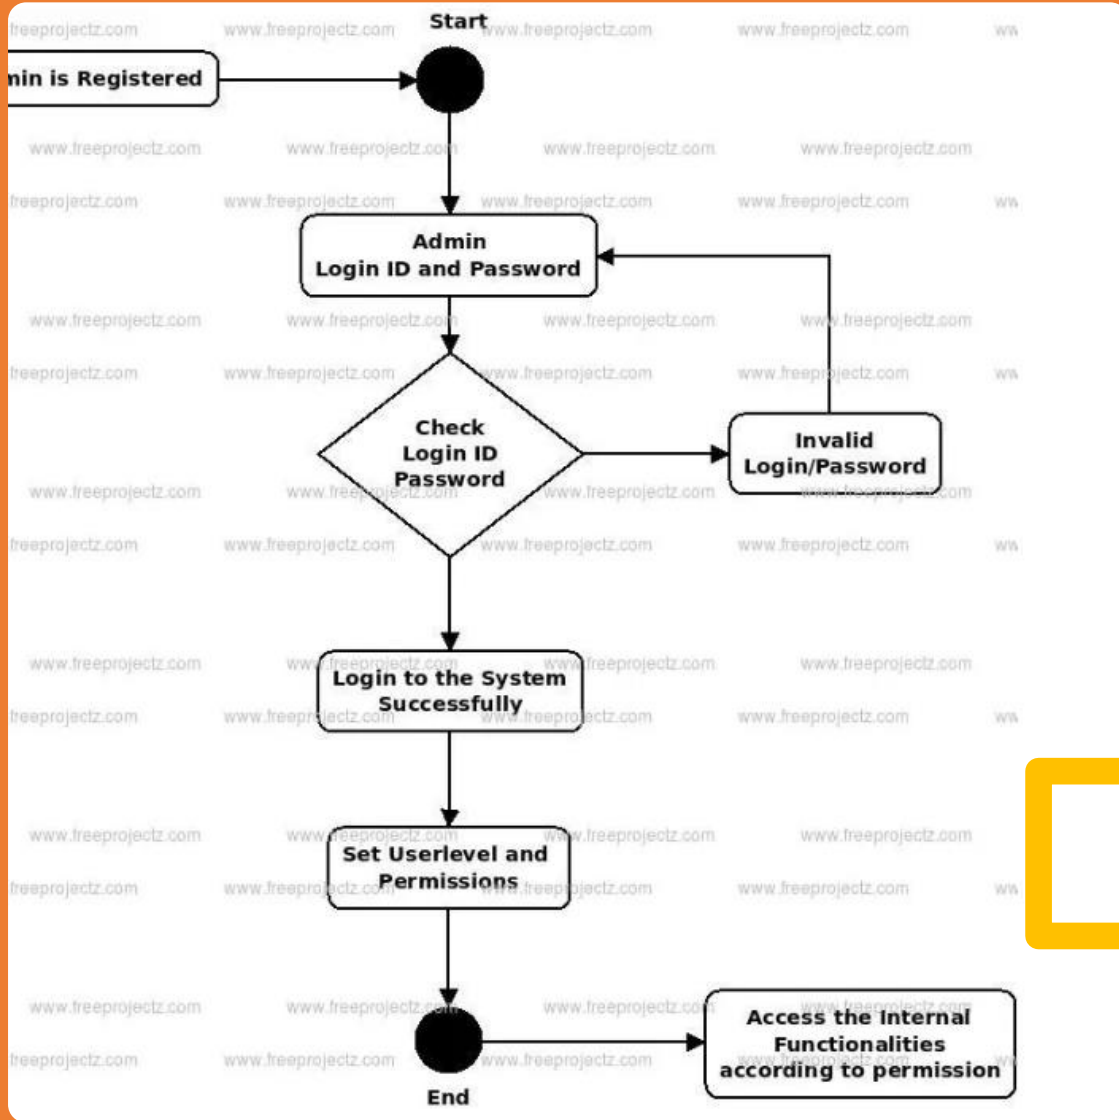 www.freeprojectz.com
Start
min is Registered
Admin
Login ID and Password
Check
Login ID
Password
Invalid
Login/Password
Login to the System
Successfully
Set Userlevel and
Permissions
End
Access the Internal
Functionalities
according to permission